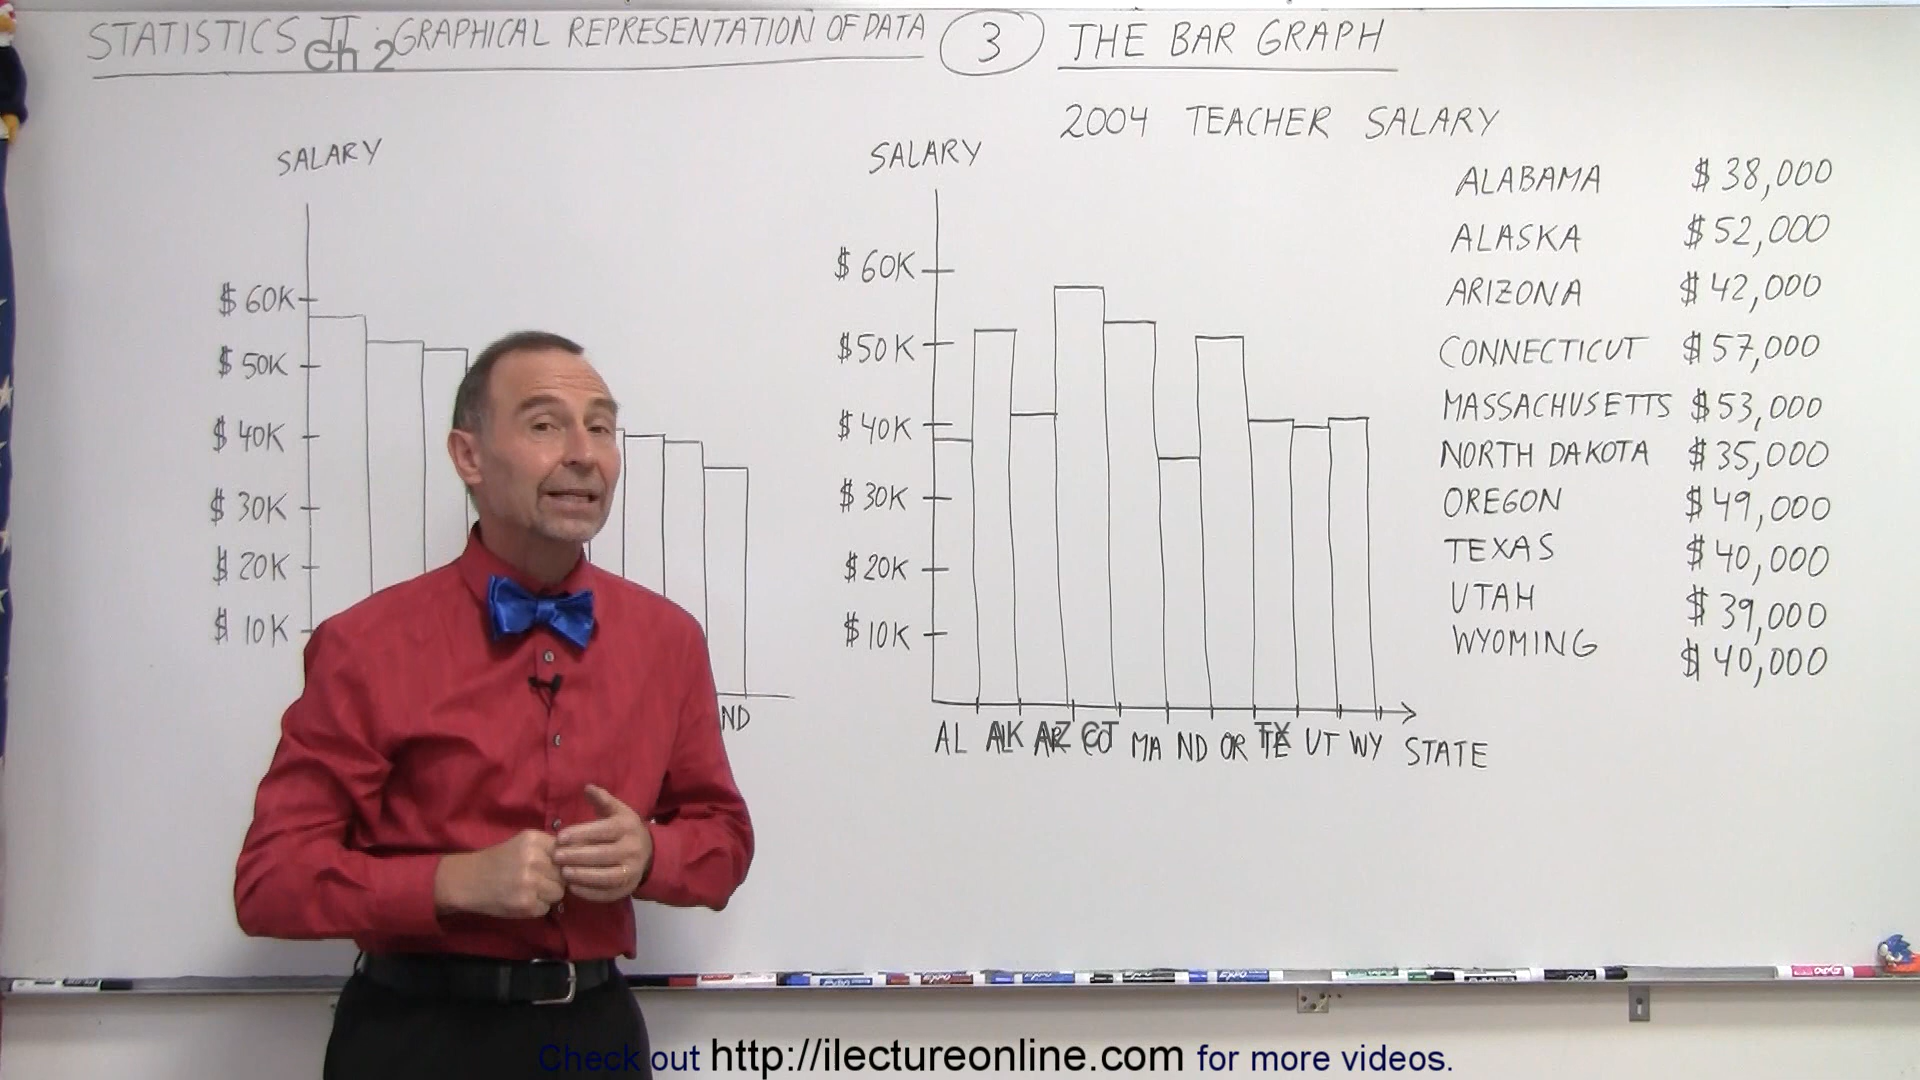 STATISTICS II : GRAPHICAL REPRESENTATION OF DATA 3 THE BAR GRAPH
Ch 2
2004 TEACHER SALARY
SALARY
$ 60K
$ 50K
$ 40K
$ 30K
$ 20K
$ 10K
ND
SALARY
$ 60K
$ 50K
$ 40K
$ 30K
$ 20K
$ 10K
AL AK AZ CT MA ND OR TX UT WY STATE
ALABAMA $ 38,000
ALASKA $ 52,000
ARIZONA $ 42,000
CONNECTICUT $ 57,000
MASSACHUSETTS $ 53,000
NORTH DAKOTA $ 35,000
OREGON $ 49,000
TEXAS $ 40,000
UTAH $ 39,000
WYOMING $ 40,000
Check out http://ilectureonline.com for more videos.